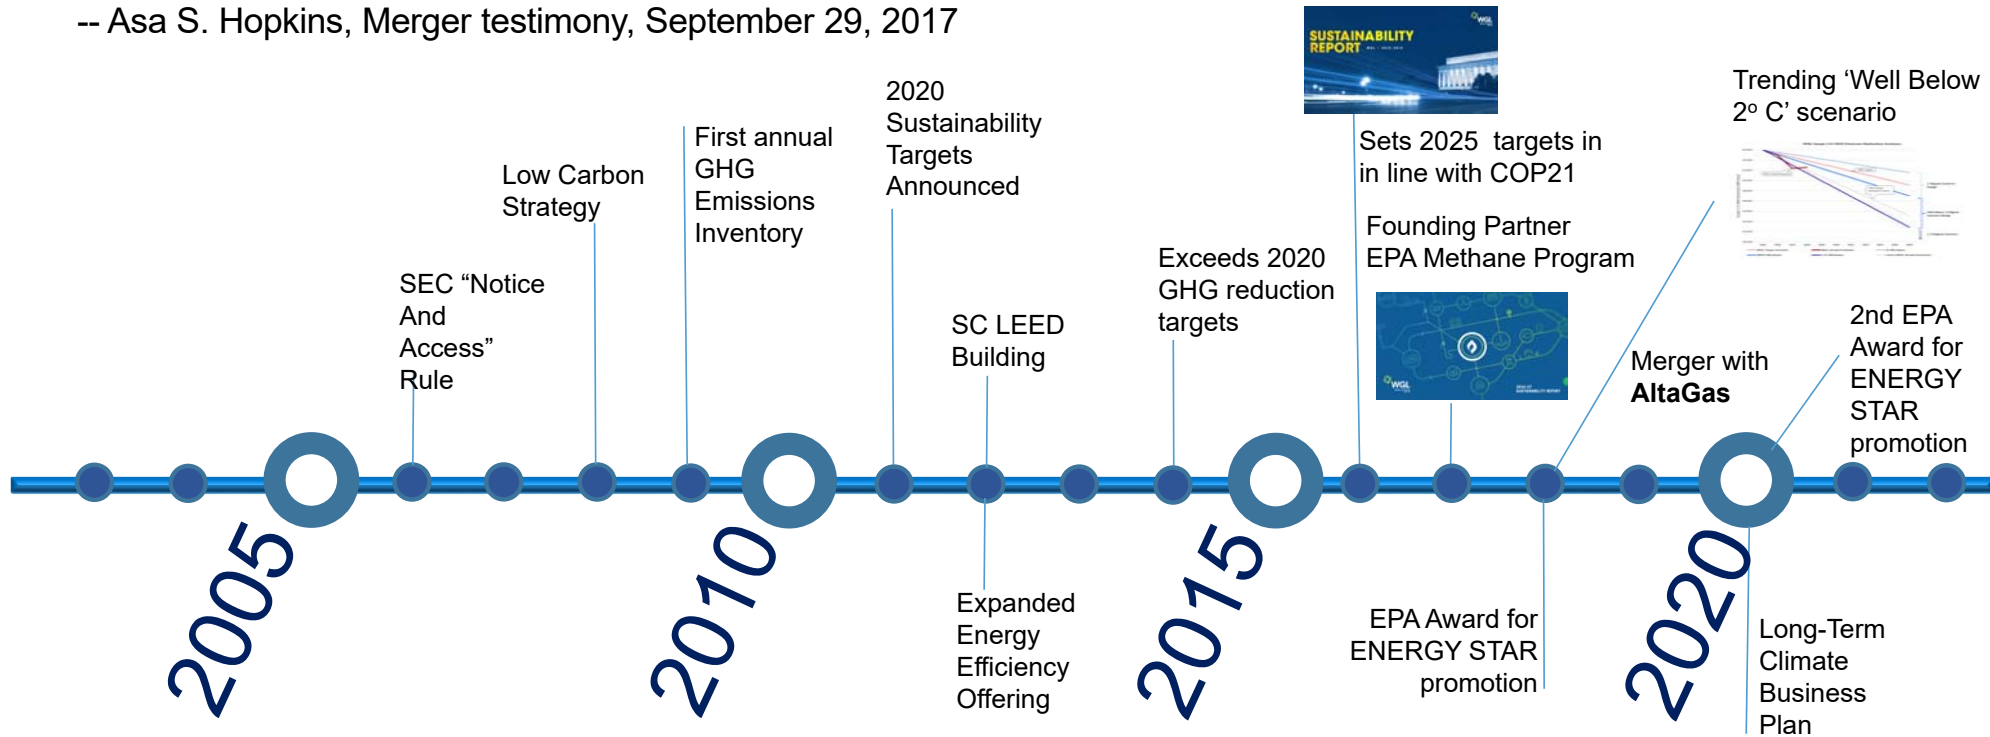 -- Asa S. Hopkins, Merger testimony, September 29, 2017
SEC “Notice
And
Access”
Rule
Low Carbon
Strategy
First annual
GHG
Emissions
Inventory
2020
Sustainability
Targets
Announced
SC LEED
Building
Expanded
Energy
Efficiency
Offering
Exceeds 2020
GHG reduction
targets
SUSTAINABILITY
REPORT
WGL
Sets 2025 targets in
in line with COP21
Founding Partner
EPA Methane Program
WGL
SUSTAINABILITY REPORT
EPA Award for
ENERGY STAR
promotion
Merger with
AltaGas
Trending ‘Well Below
2º C’ scenario
2nd EPA
Award for
ENERGY
STAR
promotion
Long-Term
Climate
Business
Plan
2005
2010
2015
2020